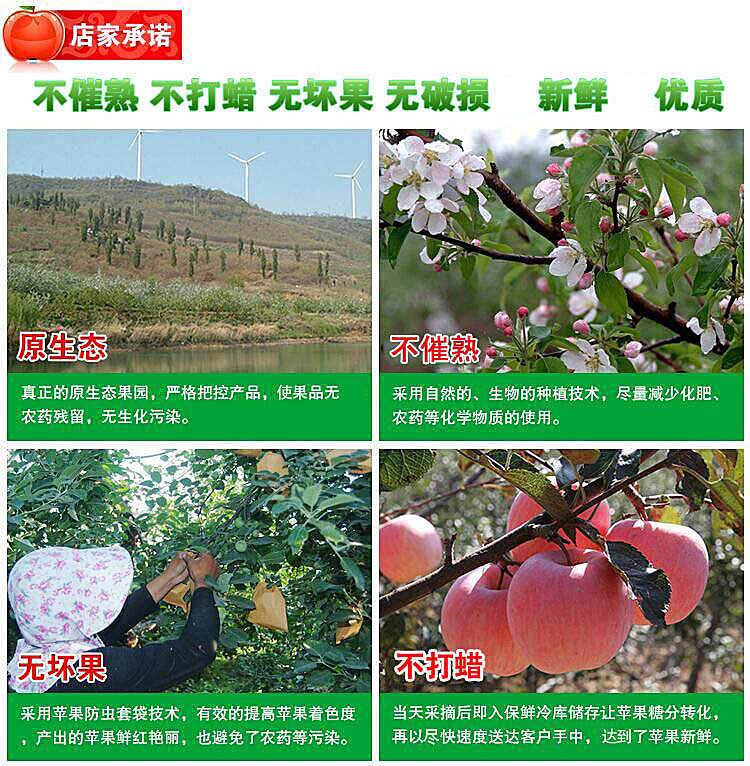 店家承诺
不催熟 不打蜡 无坏果 无破损 新鲜 优质
原生态
真正的原生态果园，严格把控产品，使果品无
农药残留，无生化污染。
不催熟
采用自然的、生物的种植技术，尽量减少化肥、
农药等化学物质的使用。
无坏果
采用苹果防虫套袋技术，有效的提高苹果着色度
，产出的苹果鲜红艳丽，也避免了农药等污染。
不打蜡
当天采摘后即入保鲜冷库储存让苹果糖分转化，
再以尽快速度送达客户手中，达到了苹果新鲜。